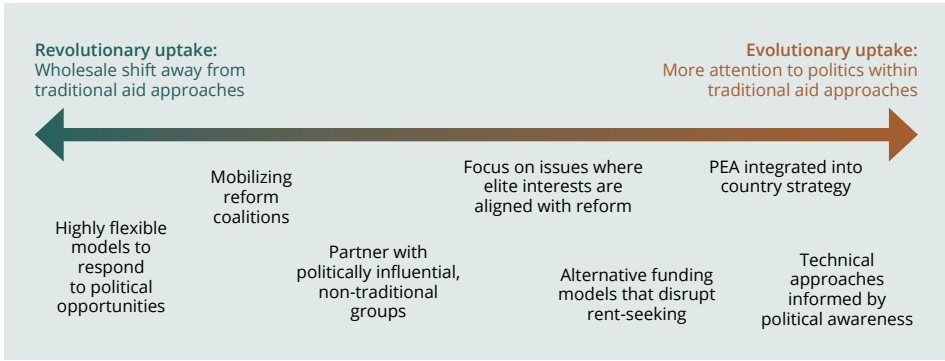 Revolutionary uptake:
Wholesale shift away from
traditional aid approaches
Evolutionary uptake:
More attention to politics within
traditional aid approaches
Highly flexible
models to
respond
to political
opportunities
Mobilizing
reform
coalitions
Partner with
politically influential,
non-traditional
groups
Focus on issues where
elite interests are
aligned with reform
Alternative funding
models that disrupt
rent-seeking
PEA integrated into
country strategy
Technical
approaches
informed by
political awareness